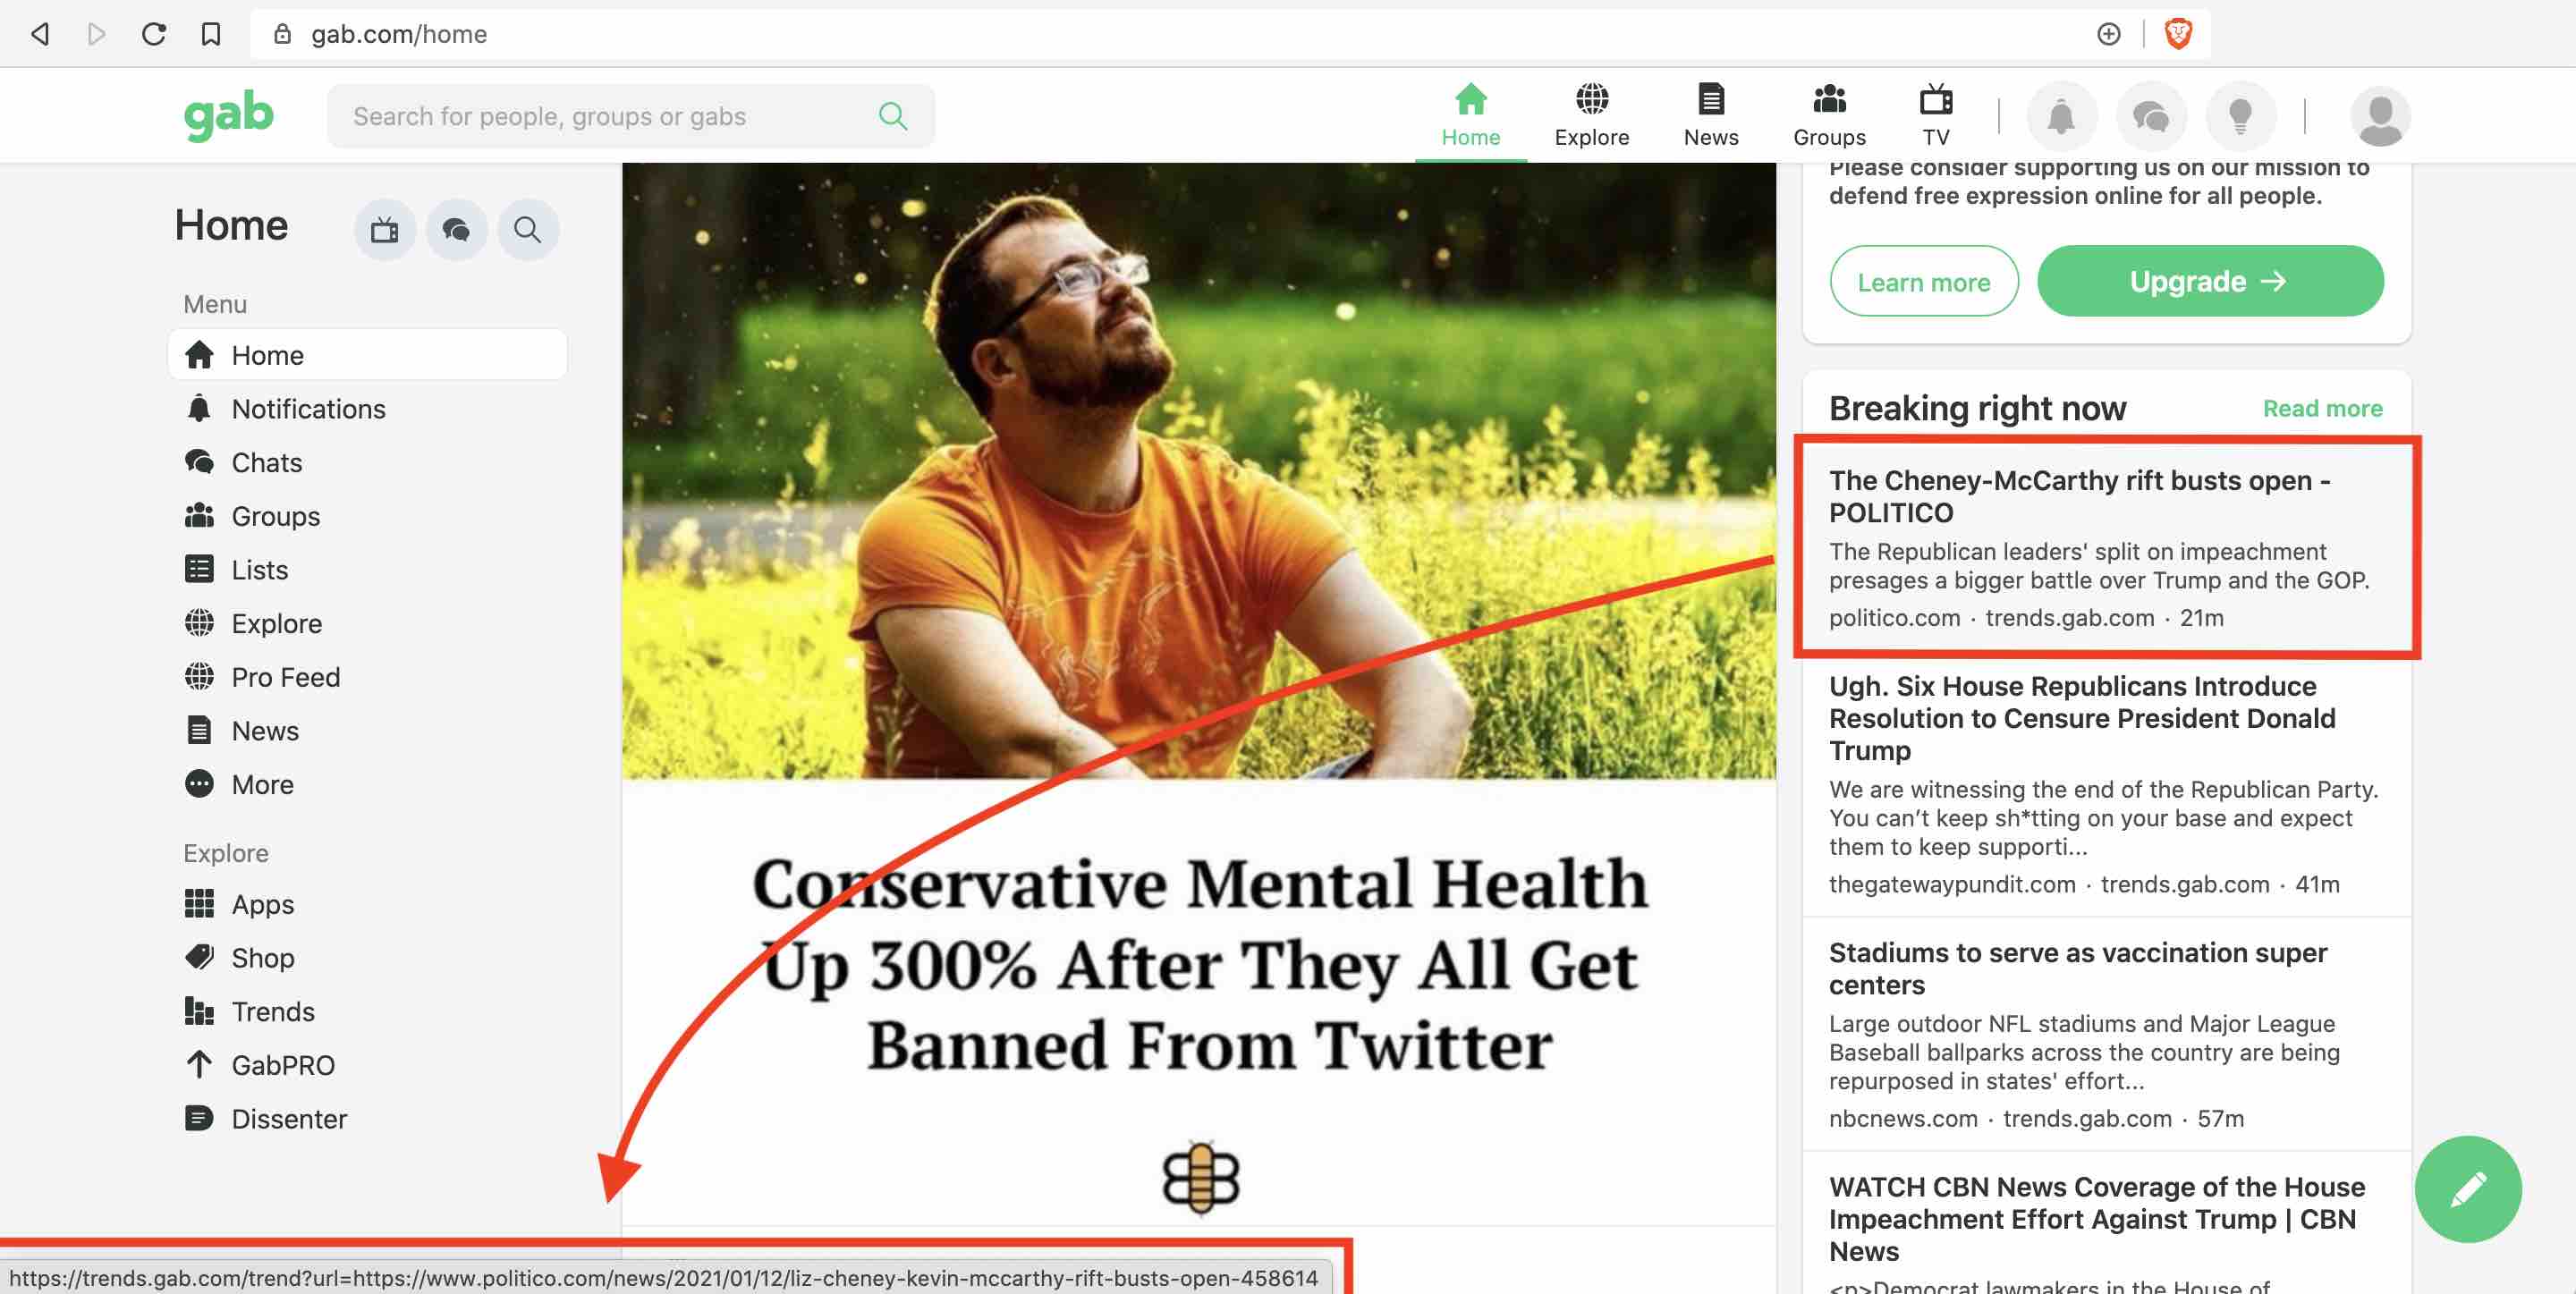 gab.com/home
gab
Search for people, groups or gabs
Home
Explore
News
Groups
TV
Home
Menu
Home
Notifications
Chats
Groups
Lists
Explore
Pro Feed
News
More
Explore
Apps
Shop
Trends
GabPRO
Dissenter
Conservative Mental Health
Up 300% After They All Get
Banned From Twitter
Please consider supporting us on our mission to
defend free expression online for all people.
Learn more
Upgrade →
Breaking right now
Read more
The Cheney-McCarthy rift busts open -
POLITICO
The Republican leaders' split on impeachment
presages a bigger battle over Trump and the GOP.
politico.com · trends.gab.com · 21m
Ugh. Six House Republicans Introduce
Resolution to Censure President Donald
Trump
We are witnessing the end of the Republican Party.
You can’t keep sh*tting on your base and expect
them to keep supporti...
thegatewaypundit.com · trends.gab.com · 41m
Stadiums to serve as vaccination super
centers
Large outdoor NFL stadiums and Major League
Baseball ballparks across the country are being
repurposed in states' effort...
nbcnews.com · trends.gab.com · 57m
WATCH CBN News Coverage of the House
Impeachment Effort Against Trump | CBN
News
<p>Democrat lawmakers in the House of
https://trends.gab.com/trend?url=https://www.politico.com/news/2021/01/12/liz-cheney-kevin-mccarthy-rift-busts-open-458614